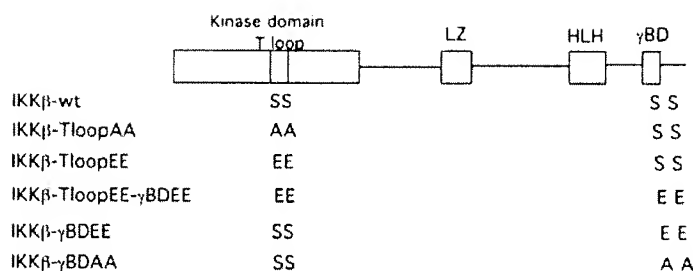 Kinase domain
T loop LZ HLH γBD
IKKβ-wt SS S S
IKKβ-TloopAA AA S S
IKKβ-TloopEE EE S S
IKKβ-TloopEE-γBDEE EE E E
IKKβ-γBDEE SS E E
IKKβ-γBDAA SS A A